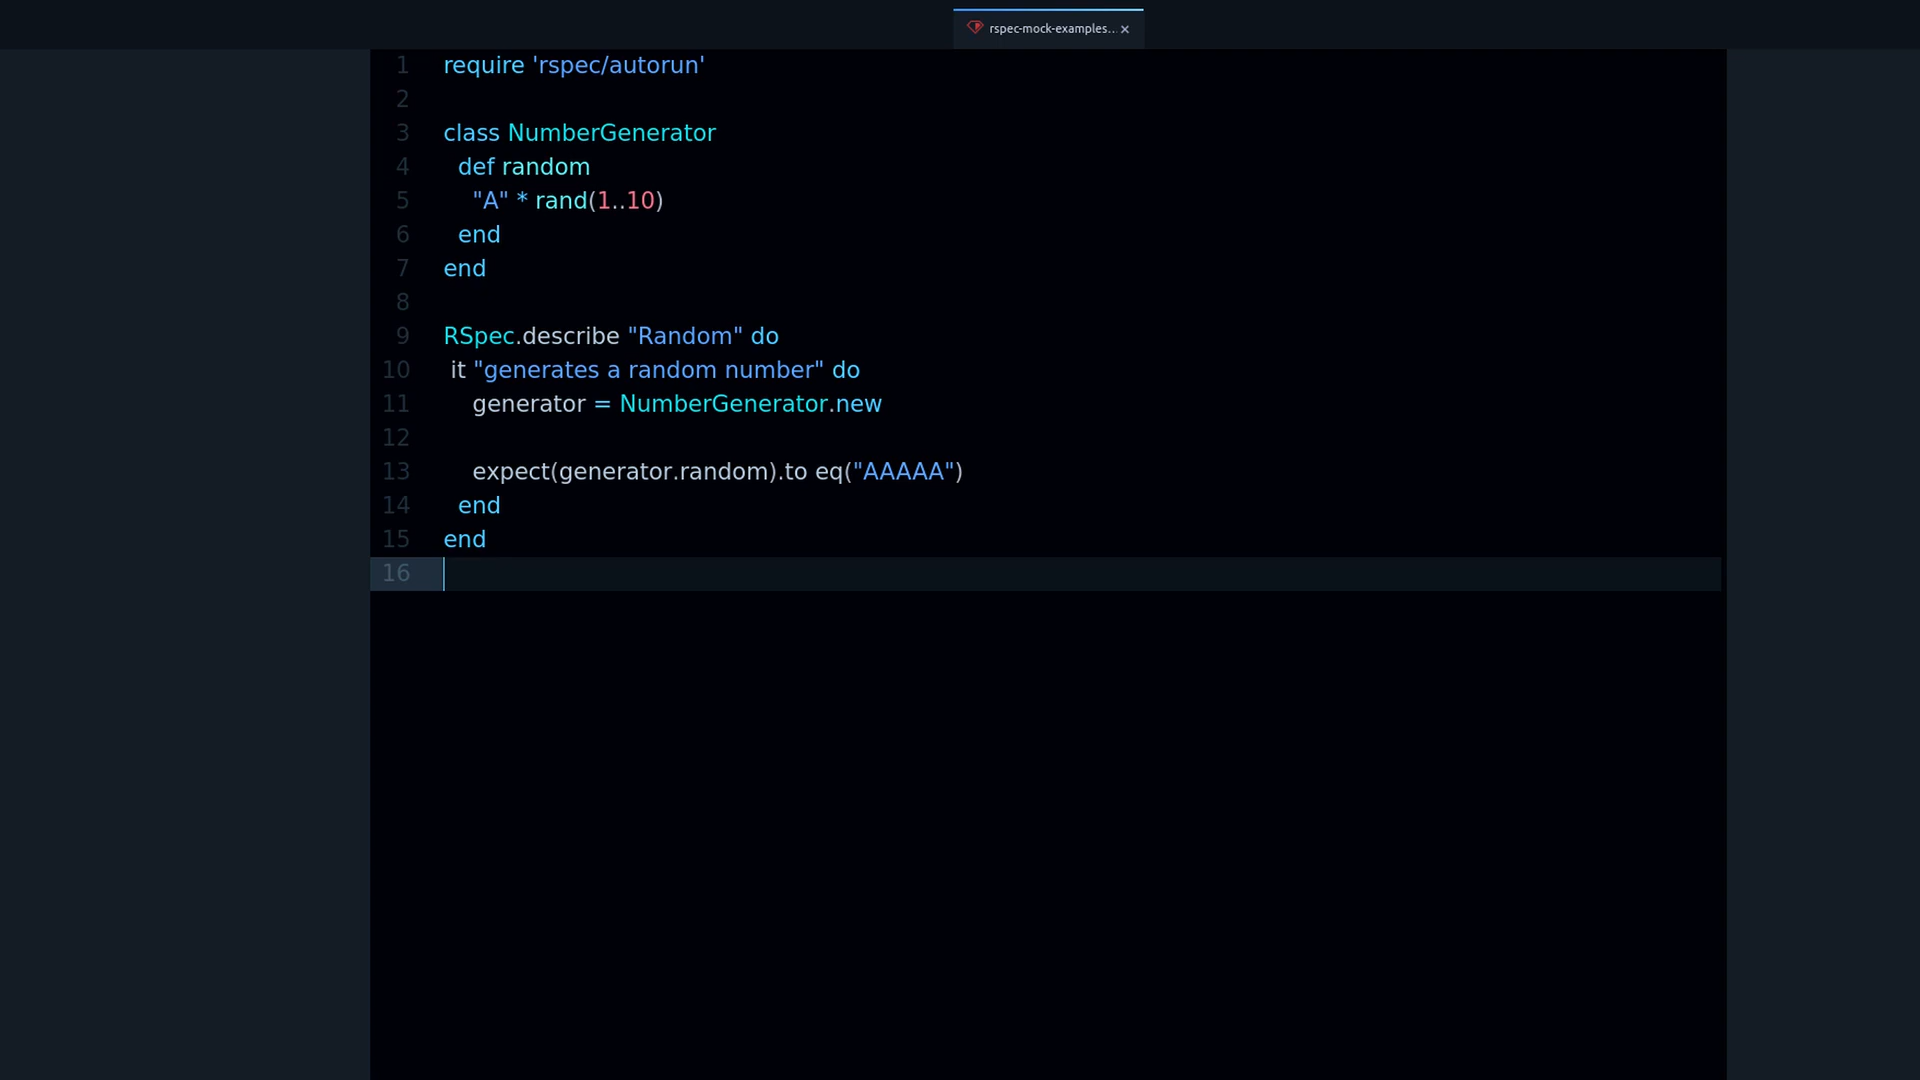 rspec-mock-examples... ×
1 require 'rspec/autorun'
2
3 class NumberGenerator
4   def random
5     "A" * rand(1..10)
6   end
7 end
8
9 RSpec.describe "Random" do
10  it "generates a random number" do
11     generator = NumberGenerator.new
12
13     expect(generator.random).to eq("AAAAA")
14   end
15 end
16